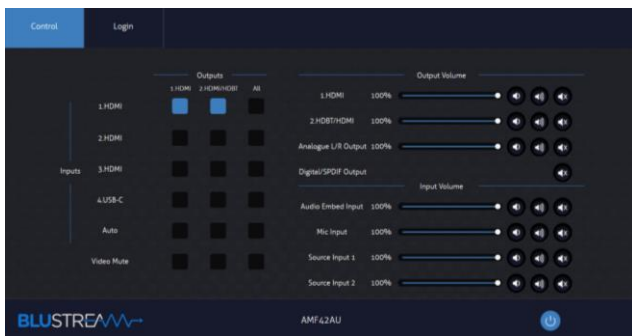 Control Login
Outputs
1.HDMI 2.HDMI/HDBT All
Inputs
1.HDMI
2.HDMI
3.HDMI
4.USB-C
Auto
Video Mute
Output Volume
1.HDMI 100%
2.HDBT/HDMI 100%
Analogue L/R Output 100%
Digital/SPDIF Output
Input Volume
Audio Embed Input 100%
Mic Input 100%
Source Input 1 100%
Source Input 2 100%
BLUSTREAM
AMF42AU